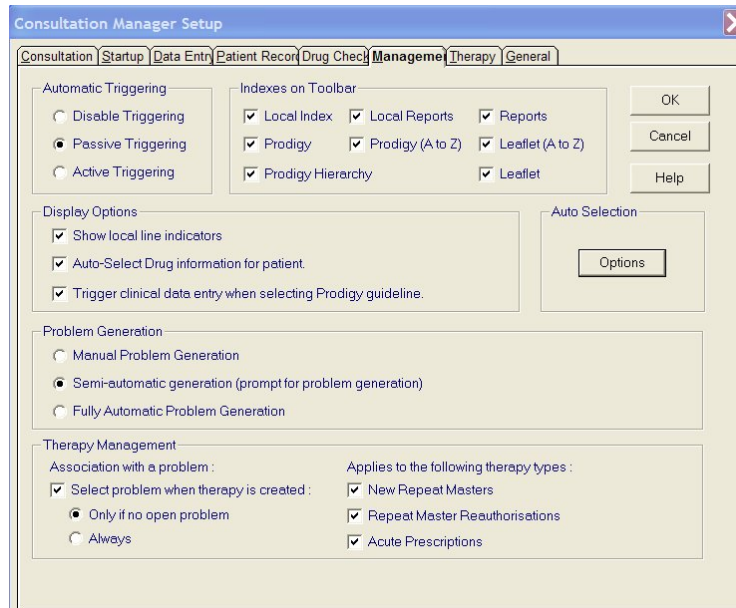 Consultation Manager Setup
Consultation Startup Data Entry Patient Record Drug Check Managemen Therapy General
Automatic Triggering
Disable Triggering
Passive Triggering
Active Triggering
Indexes on Toolbar
Local Index Local Reports Reports
Prodigy Prodigy (A to Z) Leaflet (A to Z)
Prodigy Hierarchy Leaflet
OK
Cancel
Help
Display Options
Show local line indicators
Auto-Select Drug information for patient.
Trigger clinical data entry when selecting Prodigy guideline.
Auto Selection
Options
Problem Generation
Manual Problem Generation
Semi-automatic generation (prompt for problem generation)
Fully Automatic Problem Generation
Therapy Management
Association with a problem :
Select problem when therapy is created :
Only if no open problem
Always
Applies to the following therapy types :
New Repeat Masters
Repeat Master Reauthorisations
Acute Prescriptions